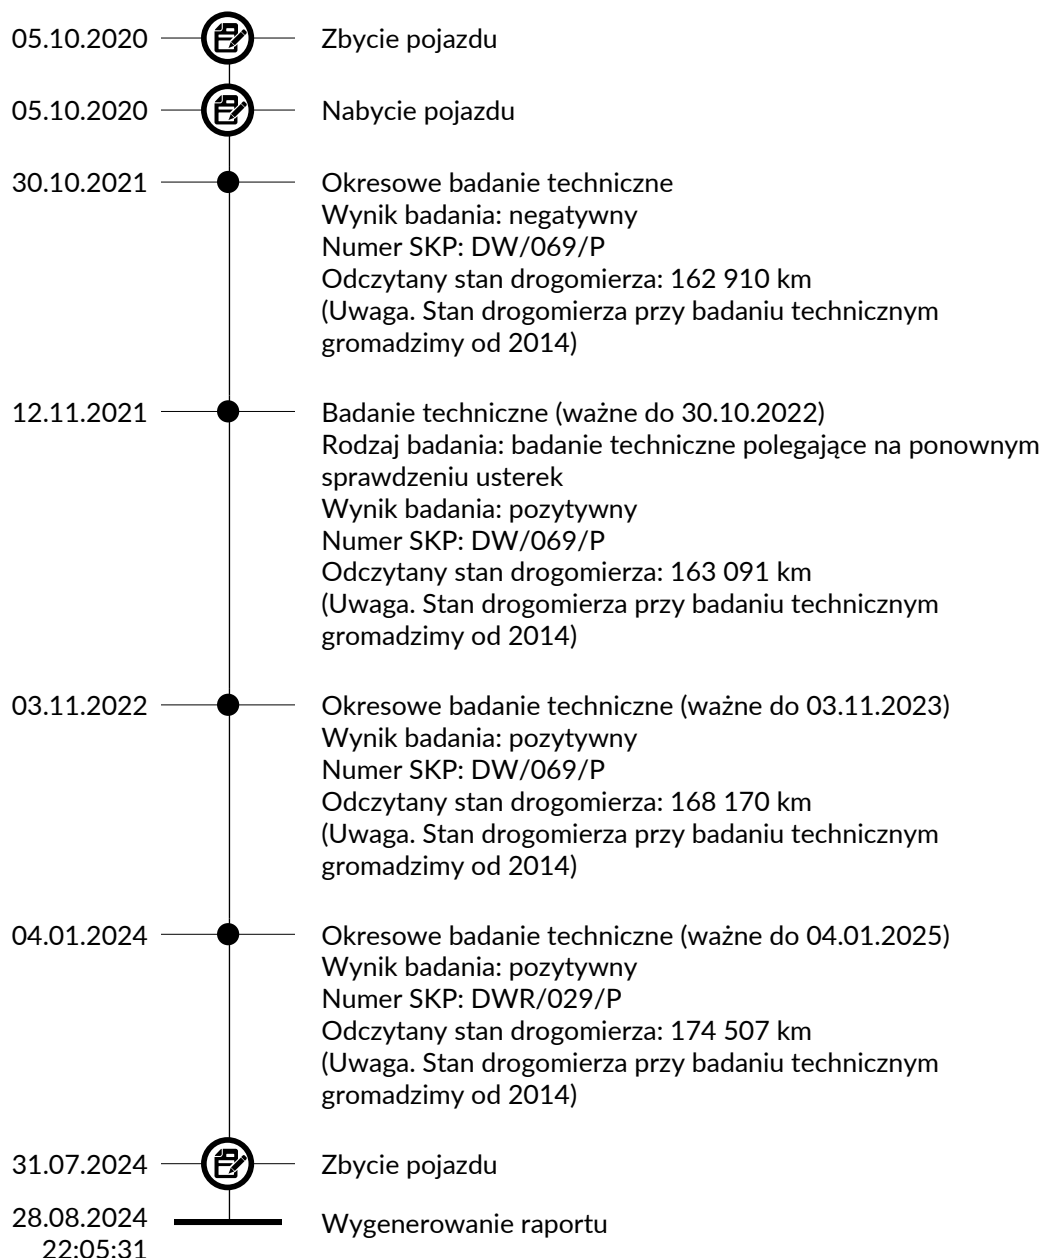 05.10.2020 Zbycie pojazdu
05.10.2020 Nabycie pojazdu
30.10.2021 Okresowe badanie techniczne
Wynik badania: negatywny
Numer SKP: DW/069/P
Odczytany stan drogomierza: 162 910 km
(Uwaga. Stan drogomierza przy badaniu technicznym
gromadzimy od 2014)
12.11.2021 Badanie techniczne (ważne do 30.10.2022)
Rodzaj badania: badanie techniczne polegające na ponownym
sprawdzeniu usterek
Wynik badania: pozytywny
Numer SKP: DW/069/P
Odczytany stan drogomierza: 163 091 km
(Uwaga. Stan drogomierza przy badaniu technicznym
gromadzimy od 2014)
03.11.2022 Okresowe badanie techniczne (ważne do 03.11.2023)
Wynik badania: pozytywny
Numer SKP: DW/069/P
Odczytany stan drogomierza: 168 170 km
(Uwaga. Stan drogomierza przy badaniu technicznym
gromadzimy od 2014)
04.01.2024 Okresowe badanie techniczne (ważne do 04.01.2025)
Wynik badania: pozytywny
Numer SKP: DWR/029/P
Odczytany stan drogomierza: 174 507 km
(Uwaga. Stan drogomierza przy badaniu technicznym
gromadzimy od 2014)
31.07.2024 Zbycie pojazdu
28.08.2024 Wygenerowanie raportu
22:05:31